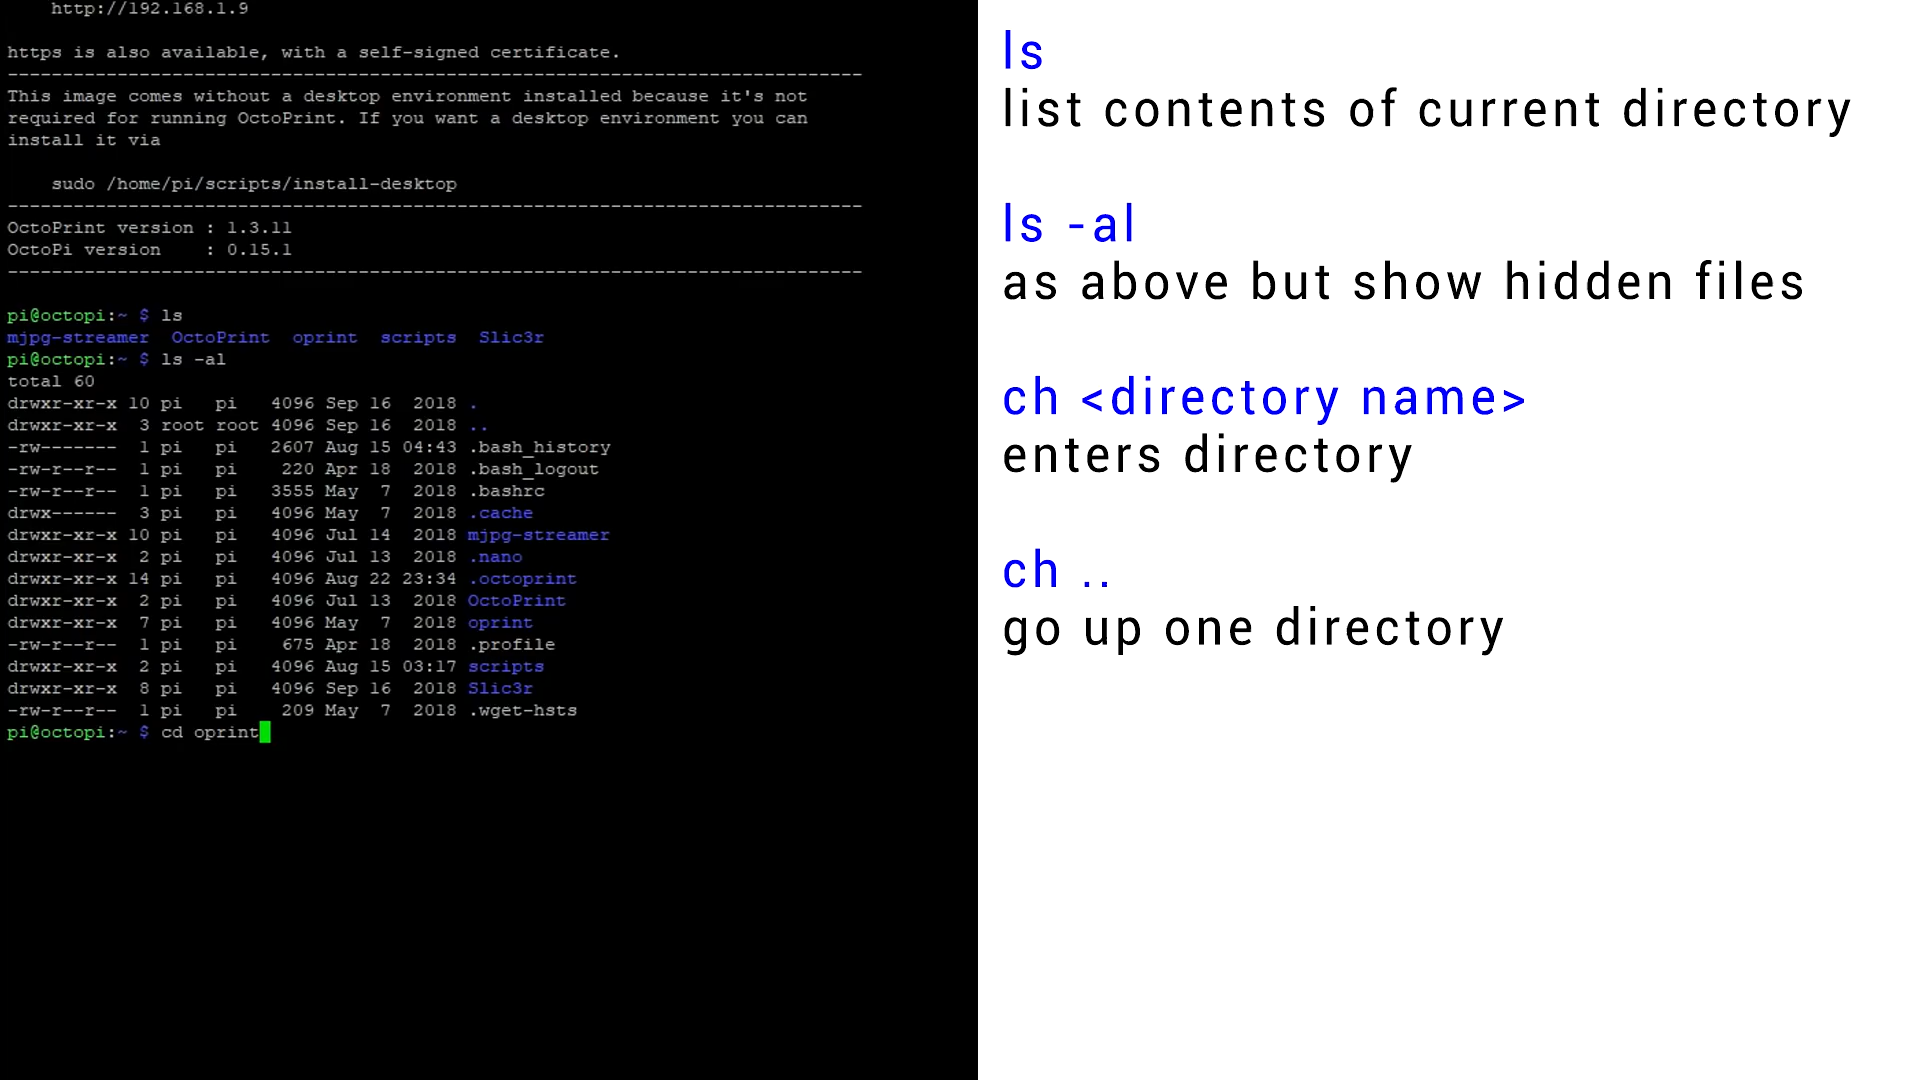 http://192.168.1.9
https is also available, with a self-signed certificate.
--------------------------------------------------------------------------------
This image comes without a desktop environment installed because it's not
required for running OctoPrint. If you want a desktop environment you can
install it via
sudo /home/pi/scripts/install-desktop
--------------------------------------------------------------------------------
OctoPrint version : 1.3.11
OctoPi version    : 0.15.1
--------------------------------------------------------------------------------
pi@octopi:~ $ ls
mjpg-streamer  OctoPrint  oprint  scripts  Slic3r
pi@octopi:~ $ ls -al
total 60
drwxr-xr-x 10 pi   pi   4096 Sep 16  2018 .
drwxr-xr-x  3 root root 4096 Sep 16  2018 ..
-rw-------  1 pi   pi   2607 Aug 15 04:43 .bash_history
-rw-r--r--  1 pi   pi    220 Apr 18  2018 .bash_logout
-rw-r--r--  1 pi   pi   3555 May  7  2018 .bashrc
drwx------  3 pi   pi   4096 May  7  2018 .cache
drwxr-xr-x 10 pi   pi   4096 Jul 14  2018 mjpg-streamer
drwxr-xr-x  2 pi   pi   4096 Jul 13  2018 .nano
drwxr-xr-x 14 pi   pi   4096 Aug 22 23:34 .octoprint
drwxr-xr-x  2 pi   pi   4096 Jul 13  2018 OctoPrint
drwxr-xr-x  7 pi   pi   4096 May  7  2018 oprint
-rw-r--r--  1 pi   pi    675 Apr 18  2018 .profile
drwxr-xr-x  2 pi   pi   4096 Aug 15 03:17 scripts
drwxr-xr-x  8 pi   pi   4096 Sep 16  2018 Slic3r
-rw-r--r--  1 pi   pi    209 May  7  2018 .wget-hsts
pi@octopi:~ $ cd oprint
ls
list contents of current directory
ls -al
as above but show hidden files
ch <directory name>
enters directory
ch ..
go up one directory